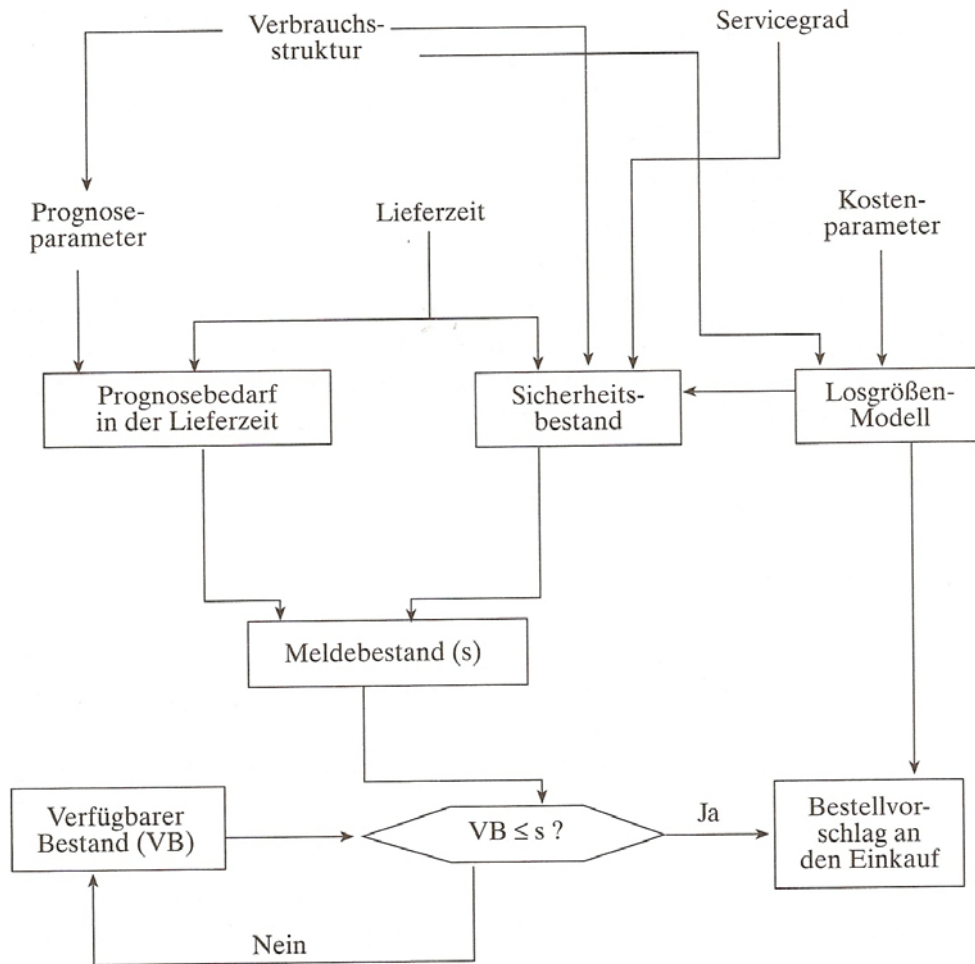 Verbrauchs-
struktur
Servicegrad
Prognose-
parameter
Lieferzeit
Kosten-
parameter
Prognosebedarf
in der Lieferzeit
Sicherheits-
bestand
Losgrößen-
Modell
Meldebestand (s)
Verfügbarer
Bestand (VB)
VB ≤ s ?
Ja
Bestellvor-
schlag an
den Einkauf
Nein